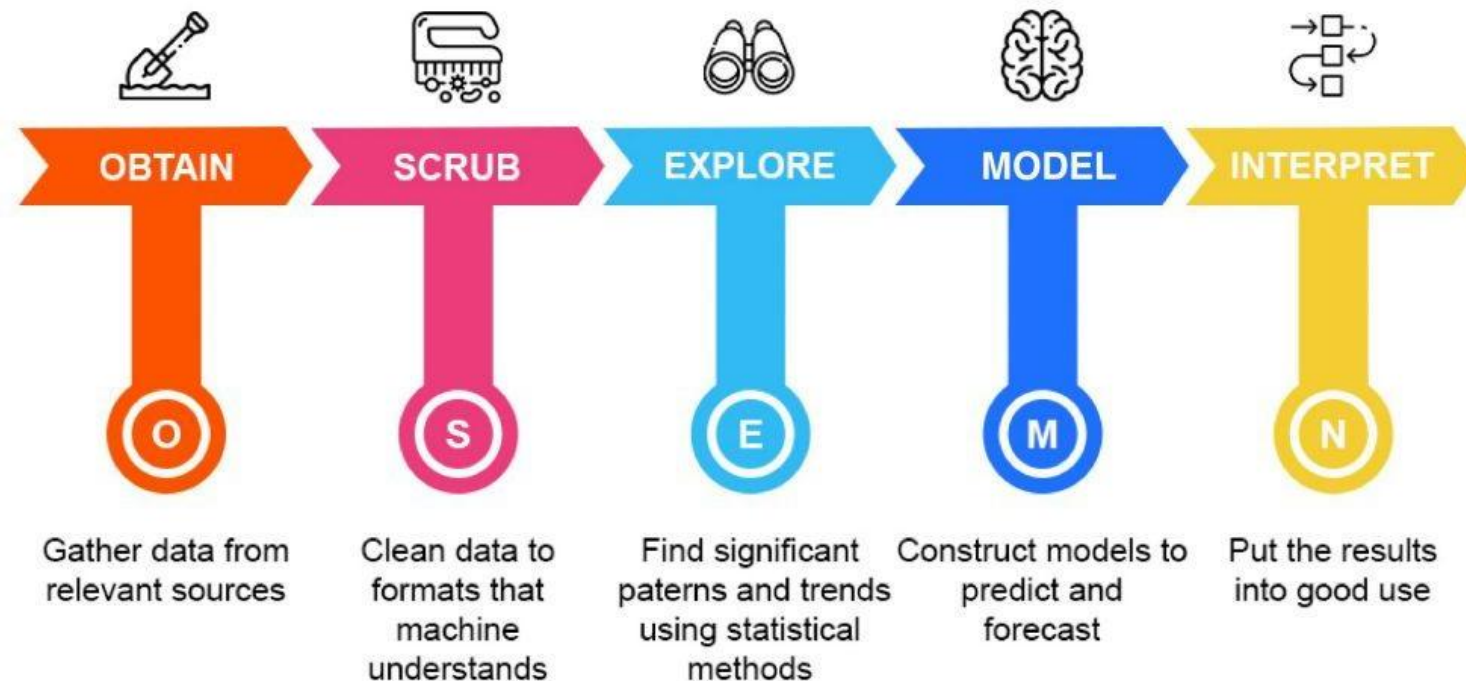 OBTAIN
SCRUB
EXPLORE
MODEL
INTERPRET
O
S
E
M
N
Gather data from
relevant sources
Clean data to
formats that
machine
understands
Find significant
paterns and trends
using statistical
methods
Construct models to
predict and
forecast
Put the results
into good use